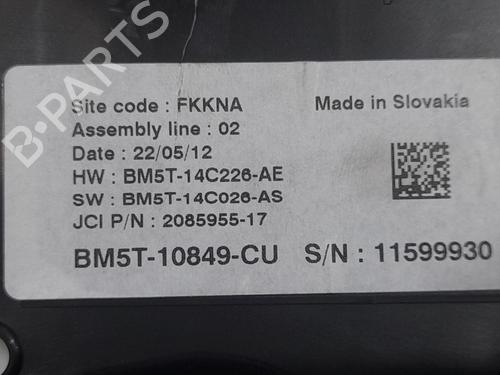 Site code : FKKNA
Made in Slovakia
Assembly line : 02
Date : 22/05/12
HW : BM5T-14C226-AE
SW : BM5T-14C026-AS
JCI P/N : 2085955-17
BM5T-10849-CU S/N : 11599930
B-PARTS